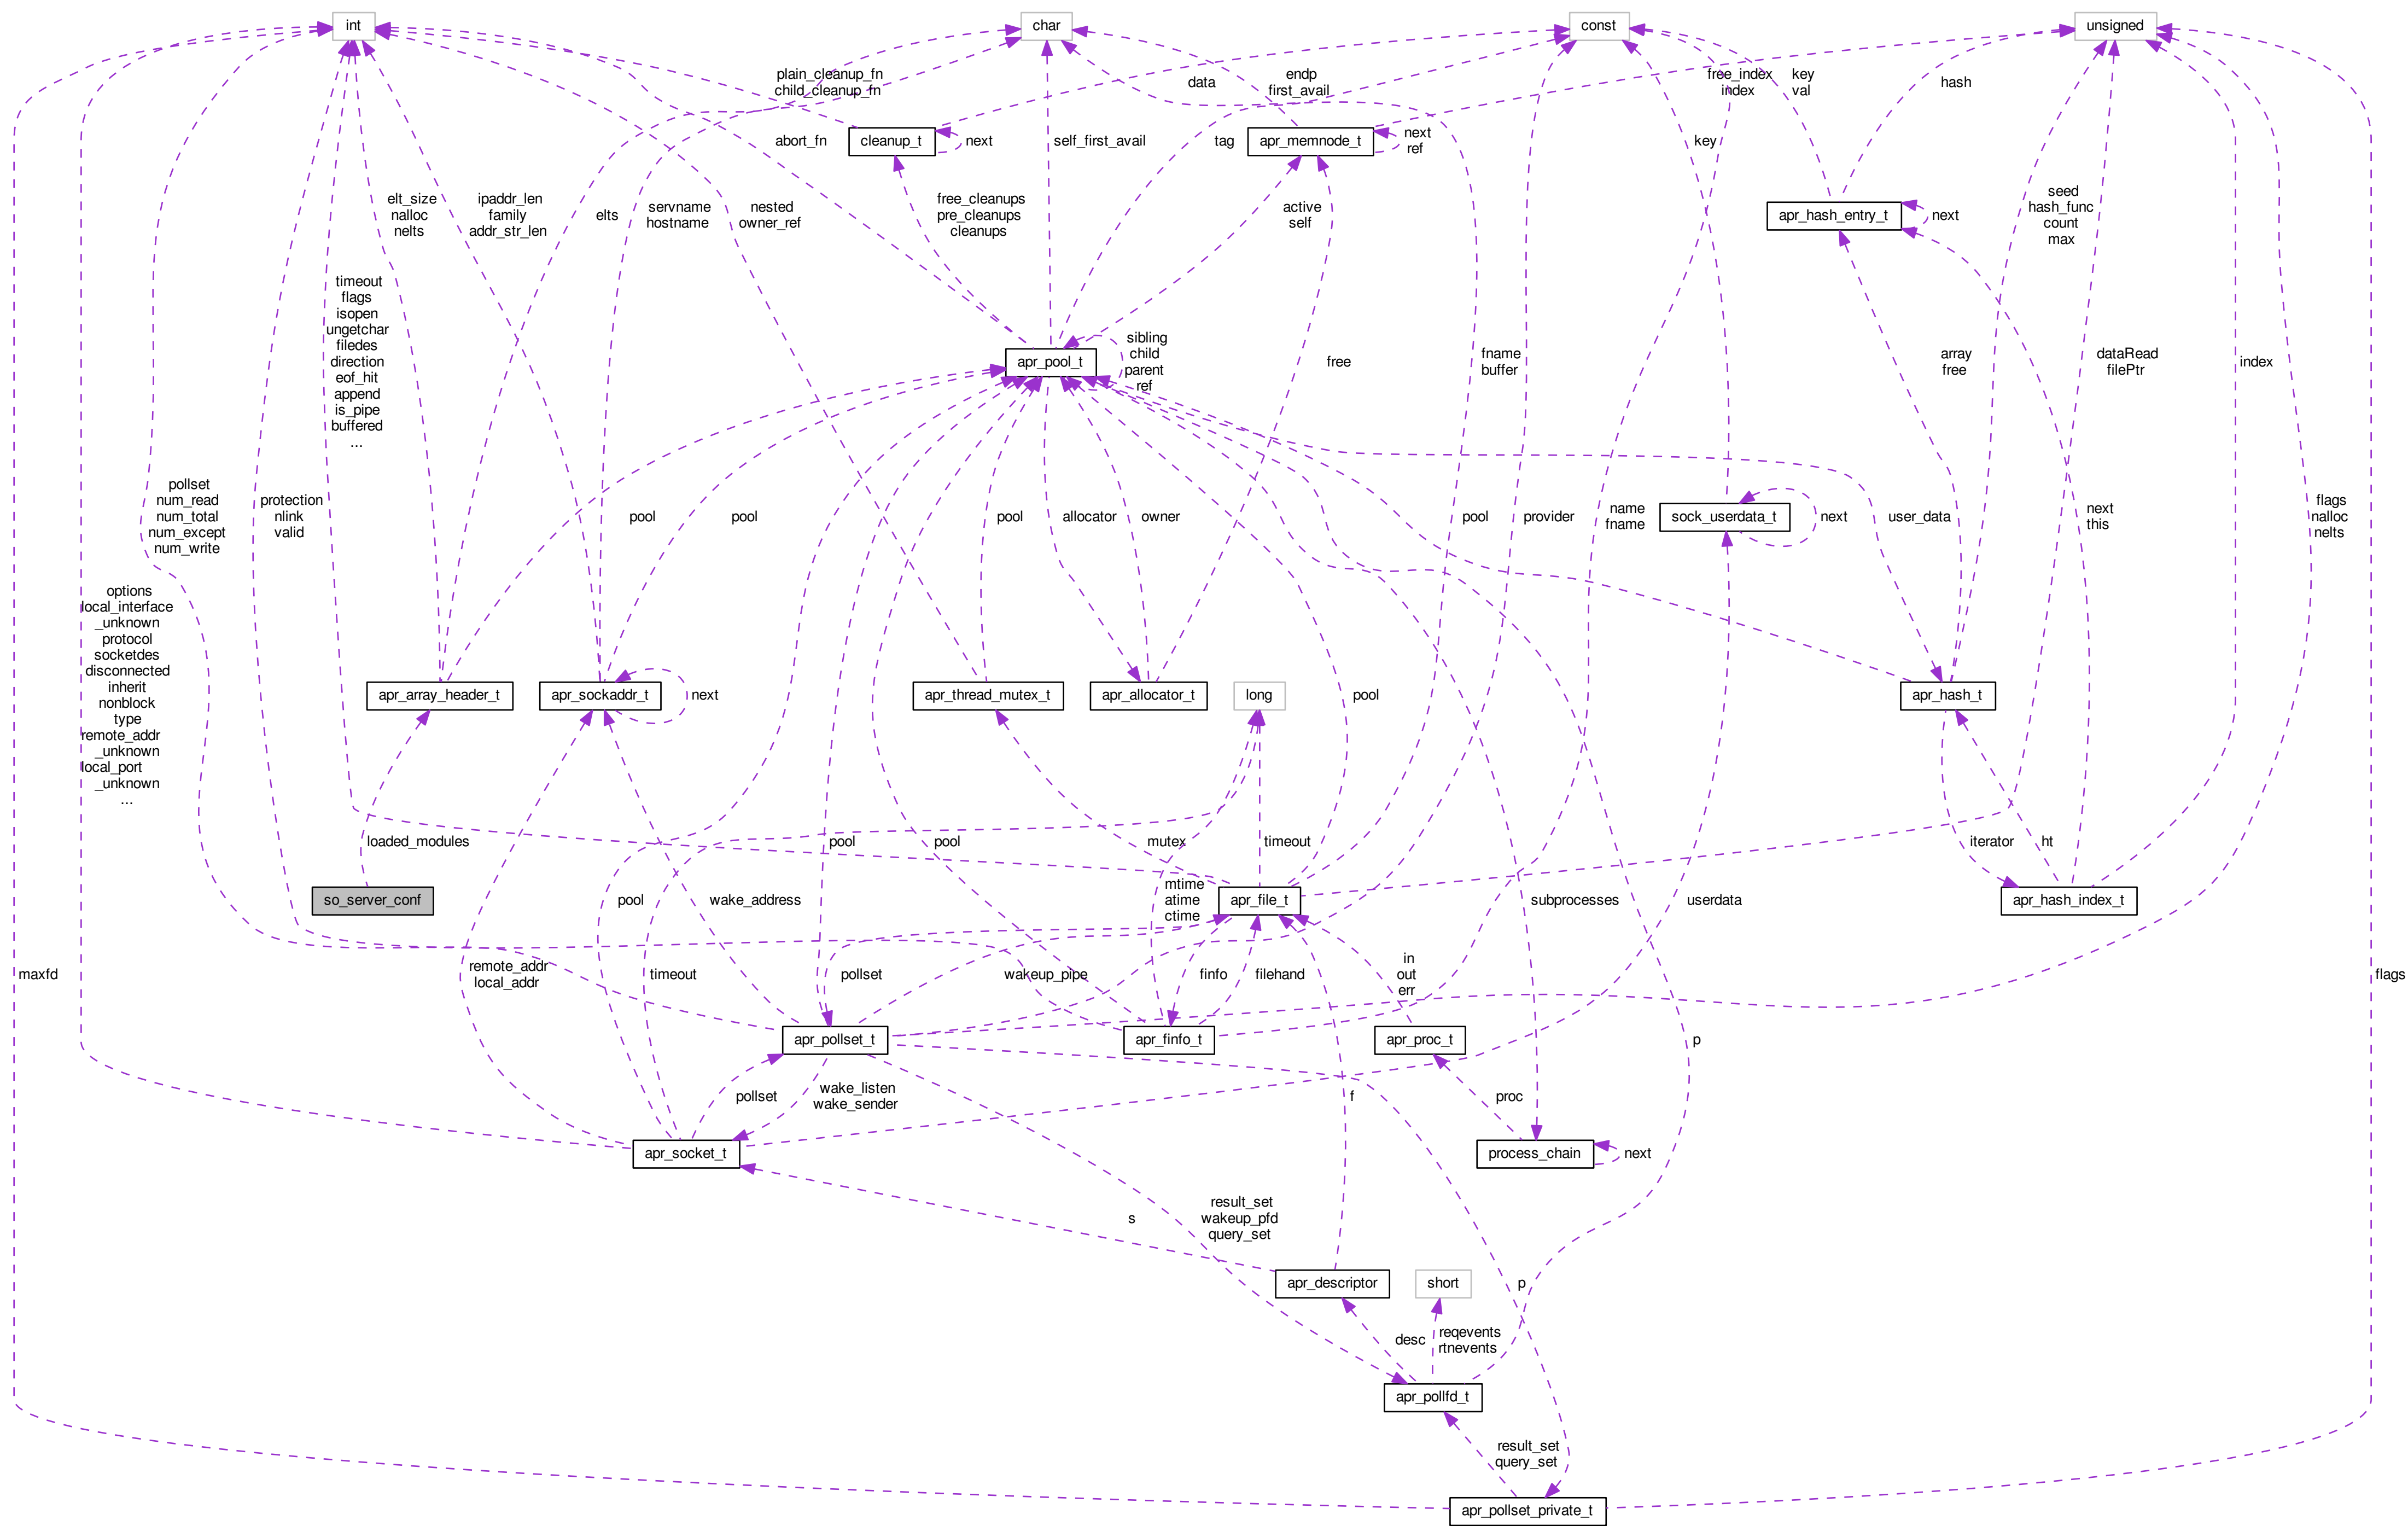 int
char
const
unsigned
plain_cleanup_fn
child_cleanup_fn
data
endp
first_avail
free_index
index
key
val
hash
abort_fn
cleanup_t
next
self_first_avail
tag
apr_memnode_t
next
ref
key
elt_size
nalloc
nelts
ipaddr_len
family
addr_str_len
elts
servname
hostname
nested
owner_ref
free_cleanups
pre_cleanups
cleanups
active
self
apr_hash_entry_t
next
seed
hash_func
count
max
timeout
flags
isopen
ungetchar
filedes
direction
eof_hit
append
is_pipe
buffered
...
apr_pool_t
sibling
child
parent
ref
free
fname
buffer
array
free
dataRead
filePtr
index
pollset
num_read
num_total
num_except
num_write
protection
nlink
valid
pool
pool
pool
allocator
owner
pool
provider
name
fname
sock_userdata_t
next
user_data
next
this
flags
nalloc
nelts
options
local_interface
_unknown
protocol
socketdes
disconnected
inherit
nonblock
type
remote_addr
_unknown
local_port
_unknown
...
apr_array_header_t
apr_sockaddr_t
next
apr_thread_mutex_t
apr_allocator_t
long
pool
apr_hash_t
loaded_modules
pool
pool
mutex
timeout
iterator
ht
so_server_conf
pool
wake_address
mtime
atime
ctime
apr_file_t
subprocesses
userdata
apr_hash_index_t
maxfd
remote_addr
local_addr
timeout
pollset
wakeup_pipe
finfo
filehand
in
out
err
flags
apr_pollset_t
apr_finfo_t
apr_proc_t
p
pollset
wake_listen
wake_sender
f
proc
apr_socket_t
process_chain
next
s
result_set
wakeup_pfd
query_set
apr_descriptor
short
p
desc
reqevents
rtnevents
apr_pollfd_t
result_set
query_set
apr_pollset_private_t